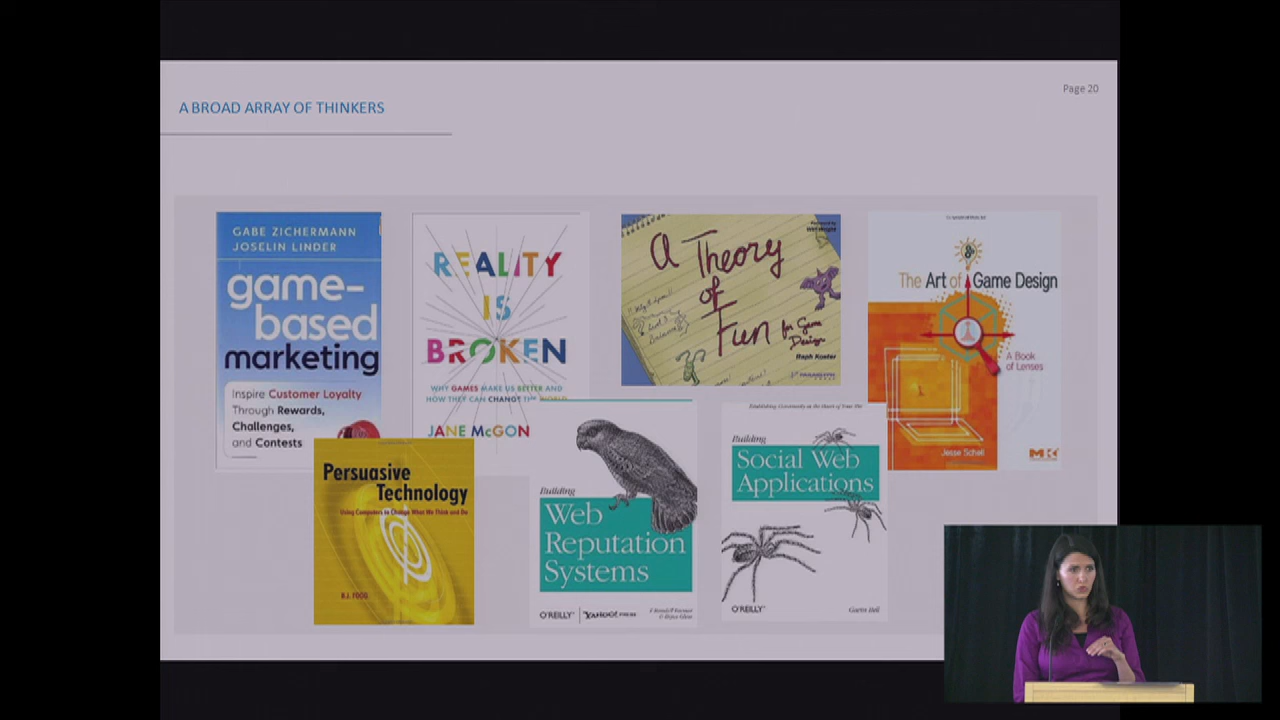 Page 20
A BROAD ARRAY OF THINKERS
GABE ZICHERMANN
JOSELIN LINDER
game-
based
marketing
Inspire Customer Loyalty
Through Rewards,
Challenges,
and Contests
REALITY
IS
BROKEN
WHY GAMES MAKE US BETTER AND
HOW THEY CAN CHANGE THE WORLD
JANE McGON
A Theory
of
Fun
for Game
Design
Raph Koster
The Art of Game Design
A Book
of Lenses
Jesse Schell
MK
Persuasive
Technology
Using Computers to Change What We Think and Do
B.J. FOGG
Building
Web
Reputation
Systems
O'REILLY
YAHOO! PRESS
Building
Social Web
Applications
O'REILLY